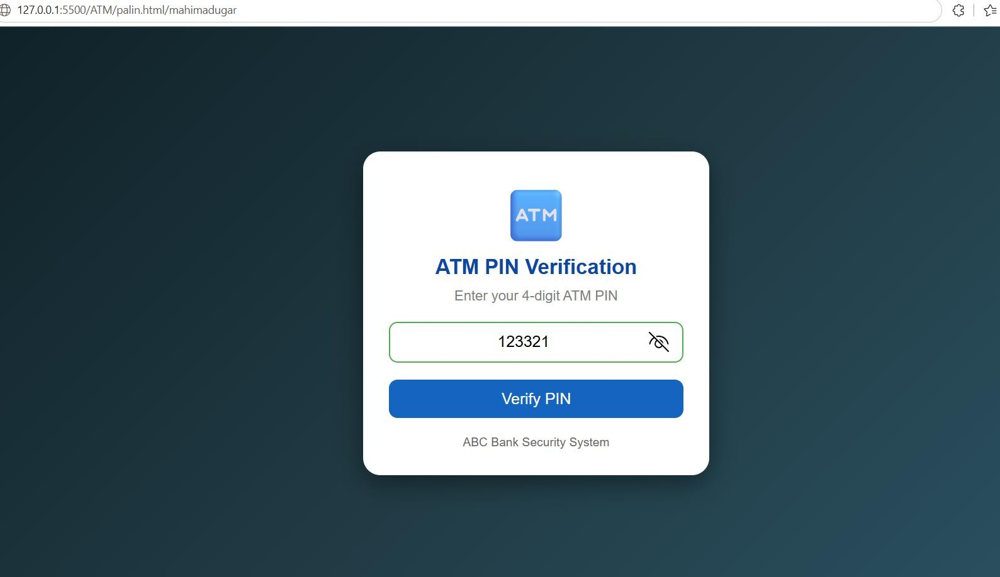 127.0.0.1:5500/ATM/palin.html/mahimadugar
ATM
ATM PIN Verification
Enter your 4-digit ATM PIN
123321
Verify PIN
ABC Bank Security System